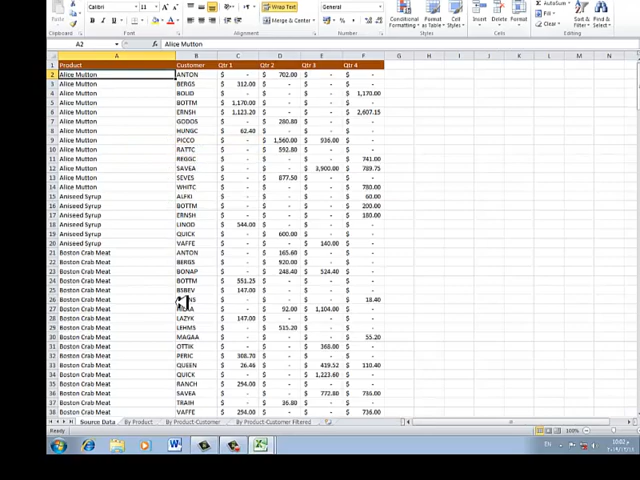 Calibri 11 A A Wrap Text General AutoSum
Paste B I U Merge & Center $ % Conditional Formatting Format as Table Cell Styles Insert Delete Format Sort & Filter Find & Select
Clipboard Font Alignment Number Styles Cells Editing
A2 fx Alice Mutton
A B C D E F G H I J K L M N
1 Product Customer Qtr 1 Qtr 2 Qtr 3 Qtr 4
2 Alice Mutton ANTON $ - $ 702.00 $ - $ -
3 Alice Mutton BERGS $ 312.00 $ - $ - $ -
4 Alice Mutton BOLID $ - $ - $ - $ 1,170.00
5 Alice Mutton BOTTM $ 1,170.00 $ - $ - $ -
6 Alice Mutton ERNSH $ 1,123.20 $ - $ - $ 2,607.15
7 Alice Mutton GODOS $ - $ 280.80 $ - $ -
8 Alice Mutton HUNGC $ 62.40 $ - $ - $ -
9 Alice Mutton PICCO $ - $ 1,560.00 $ 936.00 $ -
10 Alice Mutton RATTC $ - $ 592.80 $ - $ -
11 Alice Mutton REGGC $ - $ - $ - $ 741.00
12 Alice Mutton SAVEA $ - $ - $ 3,900.00 $ 789.75
13 Alice Mutton SEVES $ - $ 877.50 $ - $ -
14 Alice Mutton WHITC $ - $ - $ - $ 780.00
15 Aniseed Syrup ALFKI $ - $ - $ - $ 60.00
16 Aniseed Syrup BOTTM $ - $ - $ - $ 200.00
17 Aniseed Syrup ERNSH $ - $ - $ - $ 180.00
18 Aniseed Syrup LINOD $ 544.00 $ - $ - $ -
19 Aniseed Syrup QUICK $ - $ 600.00 $ - $ -
20 Aniseed Syrup VAFFE $ - $ - $ 140.00 $ -
21 Boston Crab Meat ANTON $ - $ 165.60 $ - $ -
22 Boston Crab Meat BERGS $ - $ 920.00 $ - $ -
23 Boston Crab Meat BONAP $ - $ 248.40 $ 524.40 $ -
24 Boston Crab Meat BOTTM $ 551.25 $ - $ - $ -
25 Boston Crab Meat BSBEV $ 147.00 $ - $ - $ -
26 Boston Crab Meat $ - $ - $ - $ 18.40
27 Boston Crab Meat $ - $ 92.00 $ 1,104.00 $ -
28 Boston Crab Meat LAZYK $ 147.00 $ - $ - $ -
29 Boston Crab Meat LEHMS $ - $ 515.20 $ - $ -
30 Boston Crab Meat MAGAA $ - $ - $ - $ 55.20
31 Boston Crab Meat OTTIK $ - $ - $ 368.00 $ -
32 Boston Crab Meat PERIC $ 308.70 $ - $ - $ -
33 Boston Crab Meat QUEEN $ 26.46 $ - $ 419.52 $ 110.40
34 Boston Crab Meat QUICK $ - $ - $ 1,223.60 $ -
35 Boston Crab Meat RANCH $ 294.00 $ - $ - $ -
36 Boston Crab Meat SAVEA $ - $ - $ 772.80 $ 736.00
37 Boston Crab Meat TRAIH $ - $ 36.80 $ - $ -
38 Boston Crab Meat VAFFE $ 294.00 $ - $ - $ 736.00
Source Data By Product By Product-Customer By Product-Customer Filtered
Ready 100%
EN